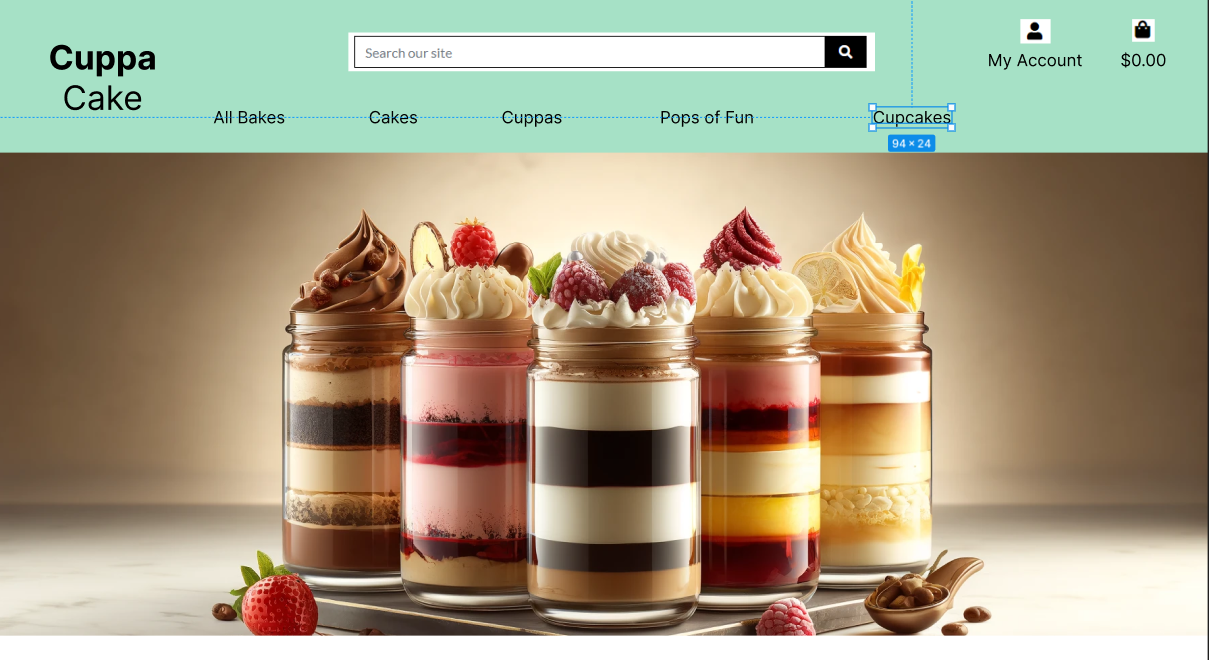 Cuppa
Cake
Search our site
My Account
$0.00
All Bakes
Cakes
Cuppas
Pops of Fun
Cupcakes
94 × 24